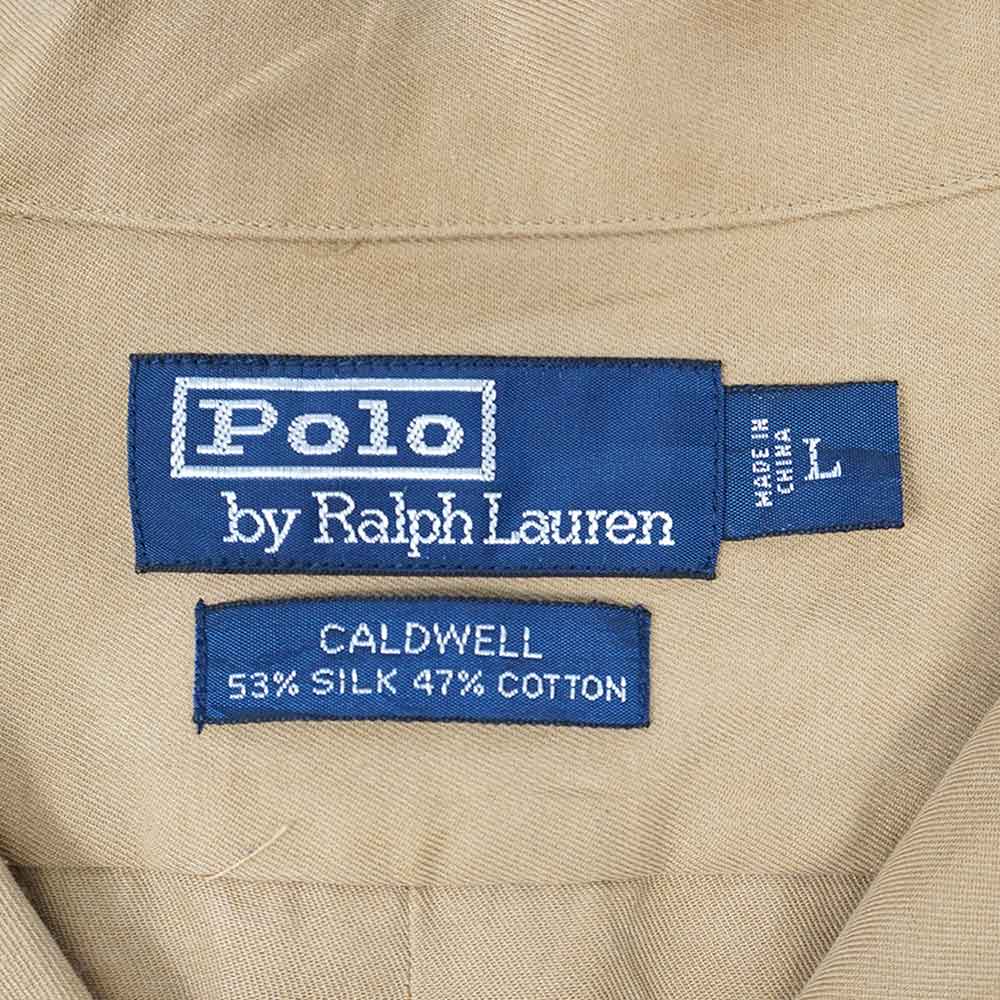 Polo
by Ralph Lauren
MADE IN
CHINA
L
CALDWELL
53% SILK 47% COTTON